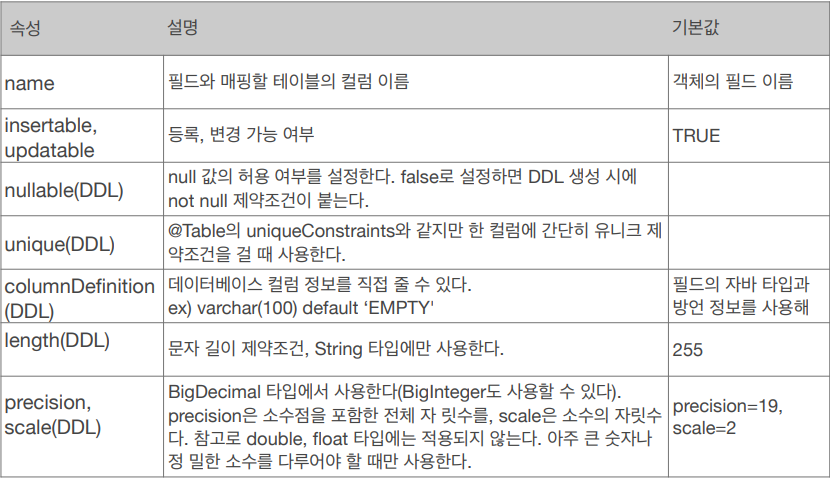 속성 설명 기본값
name 필드와 매핑할 테이블의 컬럼 이름 객체의 필드 이름
insertable,
updatable 등록, 변경 가능 여부 TRUE
nullable(DDL) null 값의 허용 여부를 설정한다. false로 설정하면 DDL 생성 시에
not null 제약조건이 붙는다.
unique(DDL) @Table의 uniqueConstraints와 같지만 한 컬럼에 간단히 유니크 제
약조건을 걸 때 사용한다.
columnDefinition
(DDL) 데이터베이스 컬럼 정보를 직접 줄 수 있다.
ex) varchar(100) default ‘EMPTY' 필드의 자바 타입과
방언 정보를 사용해
length(DDL) 문자 길이 제약조건, String 타입에만 사용한다. 255
precision,
scale(DDL) BigDecimal 타입에서 사용한다(BigInteger도 사용할 수 있다).
precision은 소수점을 포함한 전체 자 릿수를, scale은 소수의 자릿수
다. 참고로 double, float 타입에는 적용되지 않는다. 아주 큰 숫자나
정 밀한 소수를 다루어야 할 때만 사용한다. precision=19,
scale=2